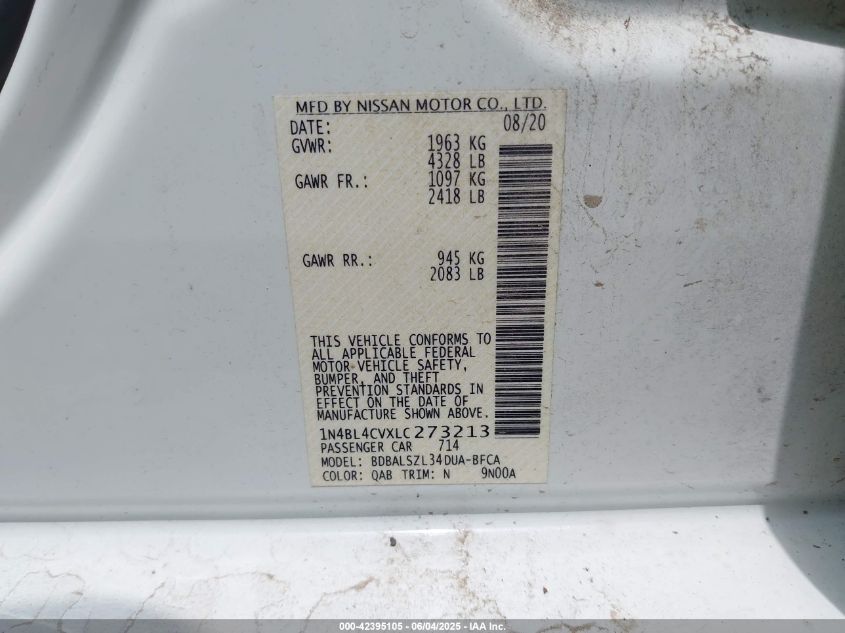 MFD BY NISSAN MOTOR CO., LTD.
DATE: 08/20
GVWR: 1963 KG
4328 LB
GAWR FR.: 1097 KG
2418 LB
GAWR RR.: 945 KG
2083 LB
THIS VEHICLE CONFORMS TO
ALL APPLICABLE FEDERAL
MOTOR VEHICLE SAFETY,
BUMPER, AND THEFT
PREVENTION STANDARDS IN
EFFECT ON THE DATE OF
MANUFACTURE SHOWN ABOVE.
1N4BL4CVXLC273213
PASSENGER CAR 714
MODEL: BDBALSZL34DUA-BFCA
COLOR: QAB TRIM: N 9N00A
000-42395105 - 06/04/2025 - IAA Inc.